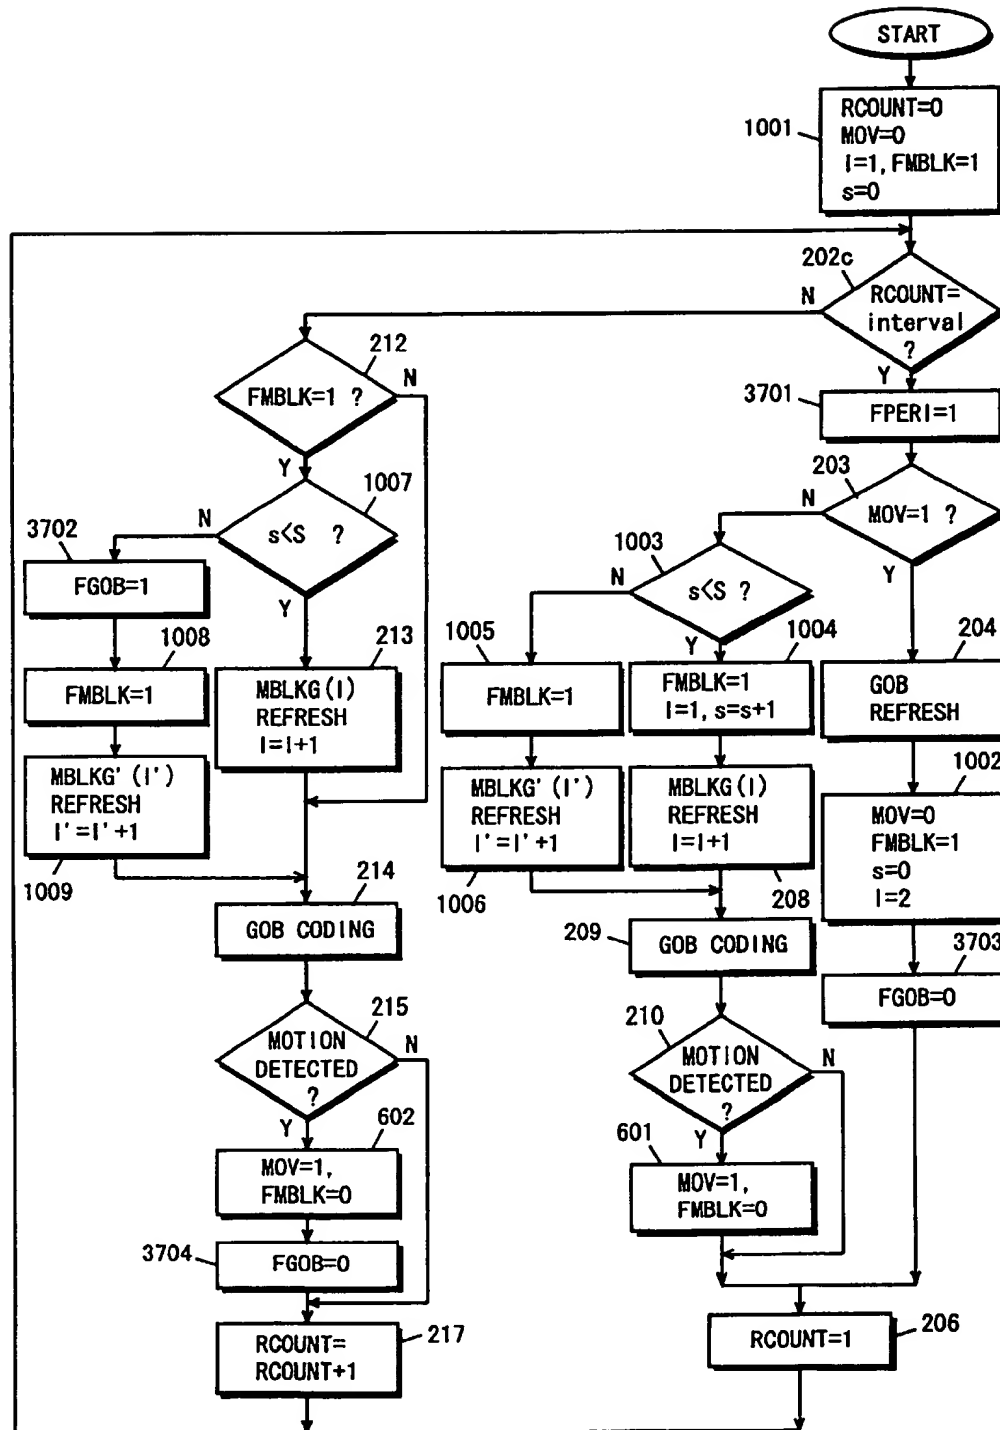 START
1001
RCOUNT=0
MOV=0
I=1, FMBLK=1
s=0
202c
N
RCOUNT=
interval
?
Y
212
FMBLK=1 ?
N
Y
3701
FPERI=1
203
N
MOV=1 ?
Y
1007
N
s<S ?
Y
3702
FGOB=1
1003
N
s<S ?
Y
1008
FMBLK=1
213
MBLKG(I)
REFRESH
I=I+1
1005
FMBLK=1
1004
FMBLK=1
I=1, s=s+1
204
GOB
REFRESH
MBLKG'(I')
REFRESH
I'=I'+1
1009
MBLKG'(I')
REFRESH
I'=I'+1
1006
MBLKG(I)
REFRESH
I=I+1
208
1002
MOV=0
FMBLK=1
s=0
I=2
214
GOB CODING
209
GOB CODING
3703
FGOB=0
215
MOTION
DETECTED
?
N
Y
210
MOTION
DETECTED
?
N
Y
602
MOV=1,
FMBLK=0
601
MOV=1,
FMBLK=0
3704
FGOB=0
217
RCOUNT=
RCOUNT+1
RCOUNT=1
206